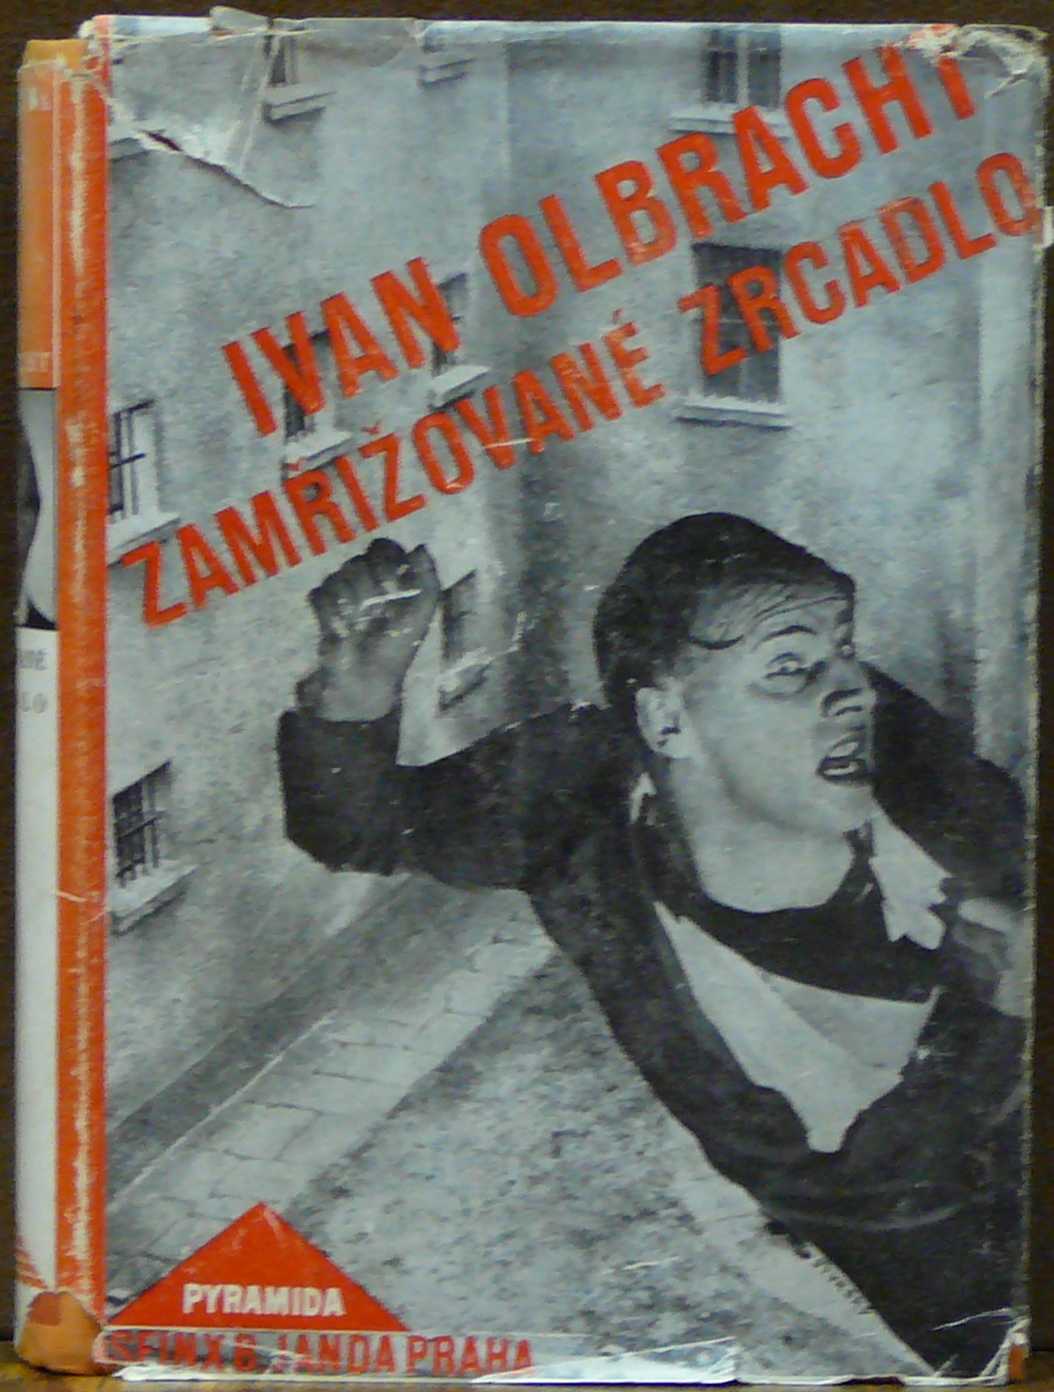 IVAN OLBRACHT
ZAMŘIŽOVANÉ ZRCADLO
PYRAMIDA
SFINX B. JANDA PRAHA